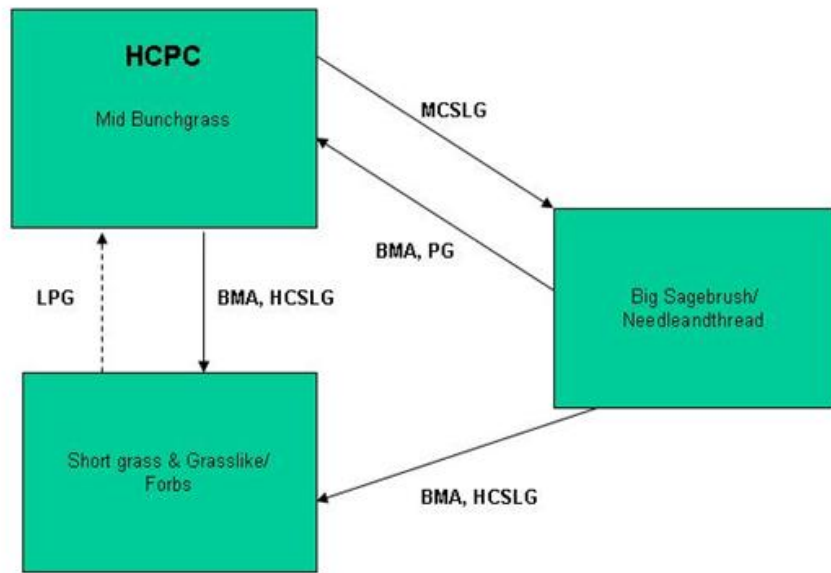 HCPC
Mid Bunchgrass
MCSLG
BMA, PG
LPG
BMA, HCSLG
Big Sagebrush/
Needleandthread
Short grass & Grasslike/
Forbs
BMA, HCSLG